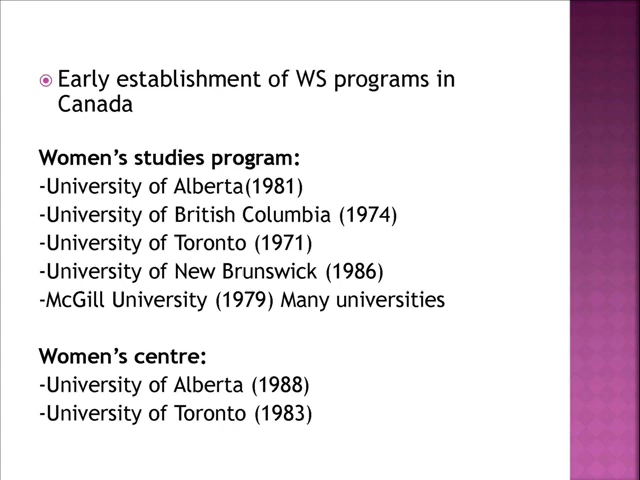 Early establishment of WS programs in
Canada
Women’s studies program:
-University of Alberta(1981)
-University of British Columbia (1974)
-University of Toronto (1971)
-University of New Brunswick (1986)
-McGill University (1979) Many universities
Women’s centre:
-University of Alberta (1988)
-University of Toronto (1983)